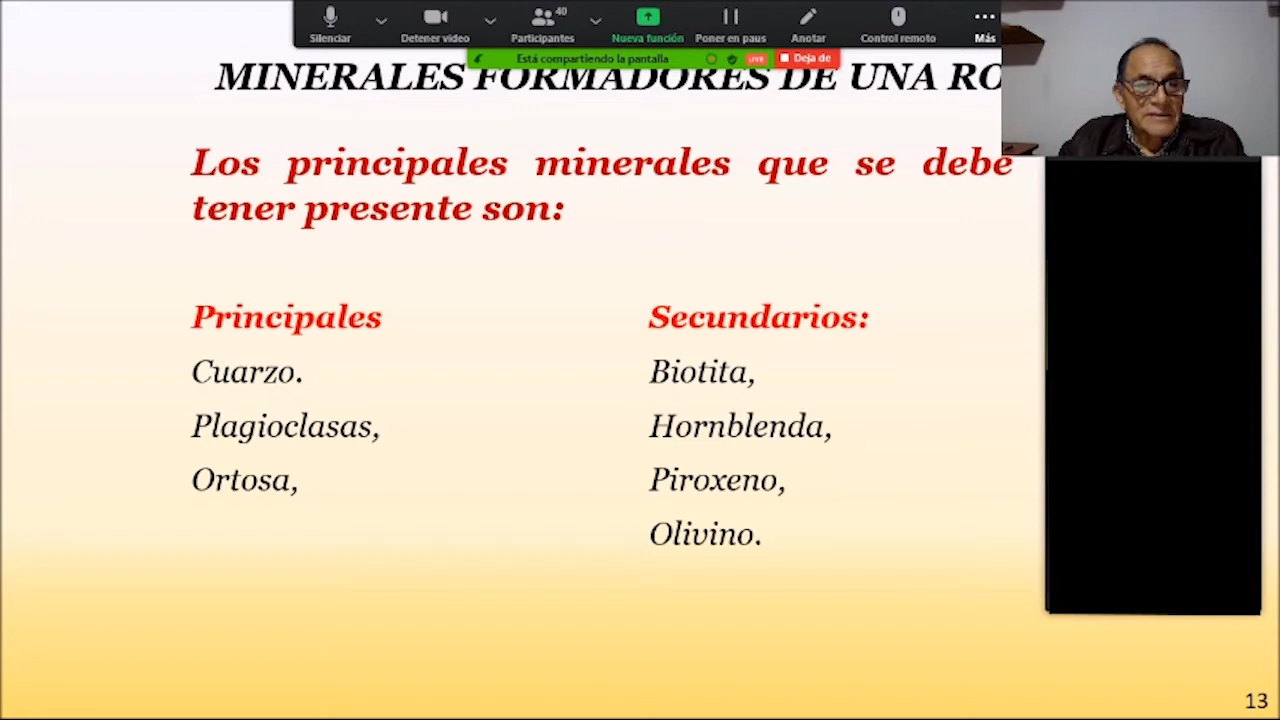 40
Silenciar
Detener video
Participantes
Nueva función
Poner en paus
Anotar
Control remoto
Más
Está compartiendo la pantalla
LIVE
Deja de
MINERALES FORMADORES DE UNA RO
Los principales minerales que se debe
tener presente son:
Principales
Cuarzo.
Plagioclasas,
Ortosa,
Secundarios:
Biotita,
Hornblenda,
Piroxeno,
Olivino.
13